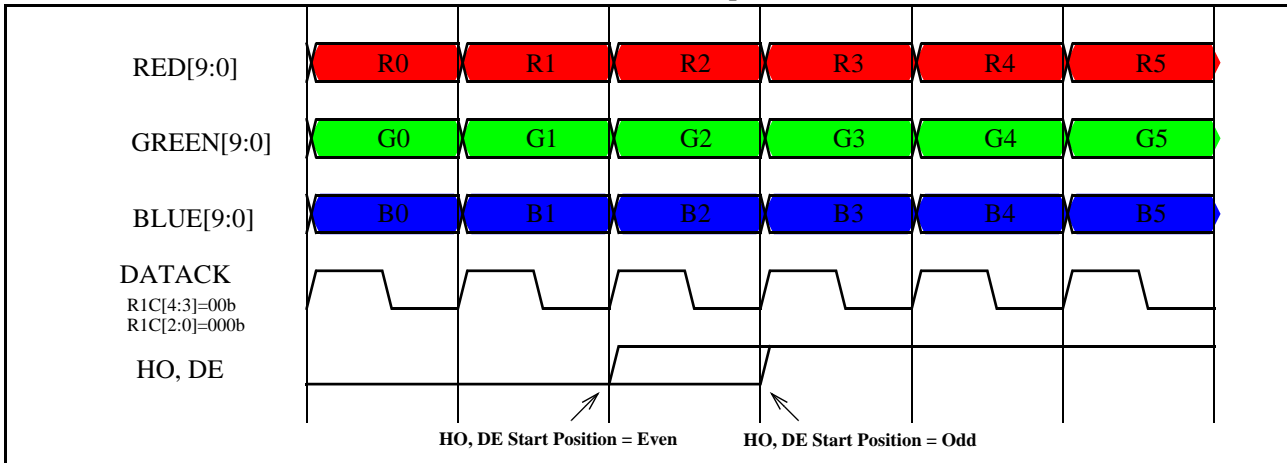 RED[9:0] R0 R1 R2 R3 R4 R5
GREEN[9:0] G0 G1 G2 G3 G4 G5
BLUE[9:0] B0 B1 B2 B3 B4 B5
DATACK
R1C[4:3]=00b
R1C[2:0]=000b
HO, DE
HO, DE Start Position = Even HO, DE Start Position = Odd